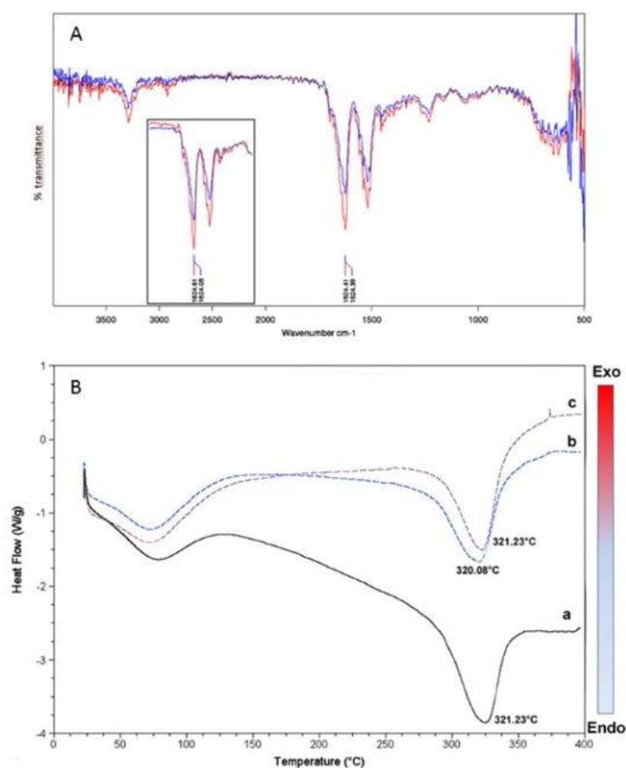 A
% transmittance
1624.61
1624.08
1624.41
1624.39
3500 3000 2500 2000 1500 1000 500
Wavenumber cm-1
B
Exo
1
0
-1
-2
-3
-4
Heat Flow (W/g)
c
b
321.23°C
320.08°C
a
321.23°C
0 50 100 150 200 250 300 350 400
Temperature (°C)
Endo